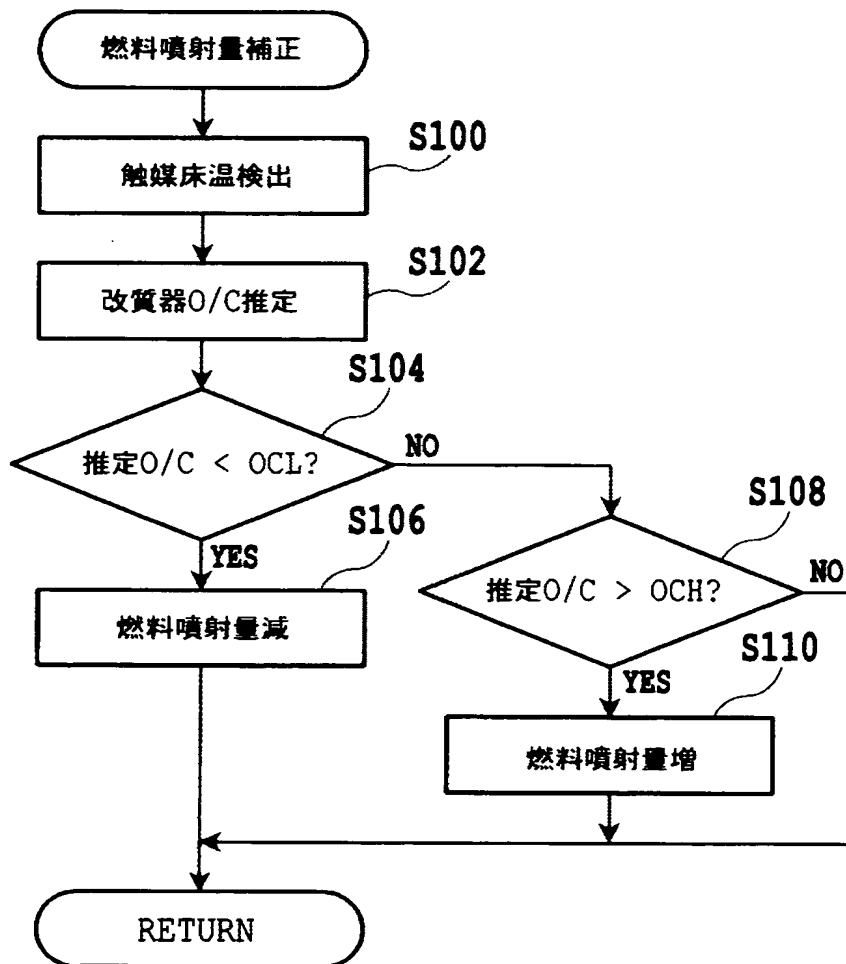 燃料噴射量補正
S100
触媒床温検出
S102
改質器O/C推定
S104
推定O/C < OCL?
NO
S108
推定O/C > OCH?
NO
S106
YES
燃料噴射量減
S110
YES
燃料噴射量増
RETURN